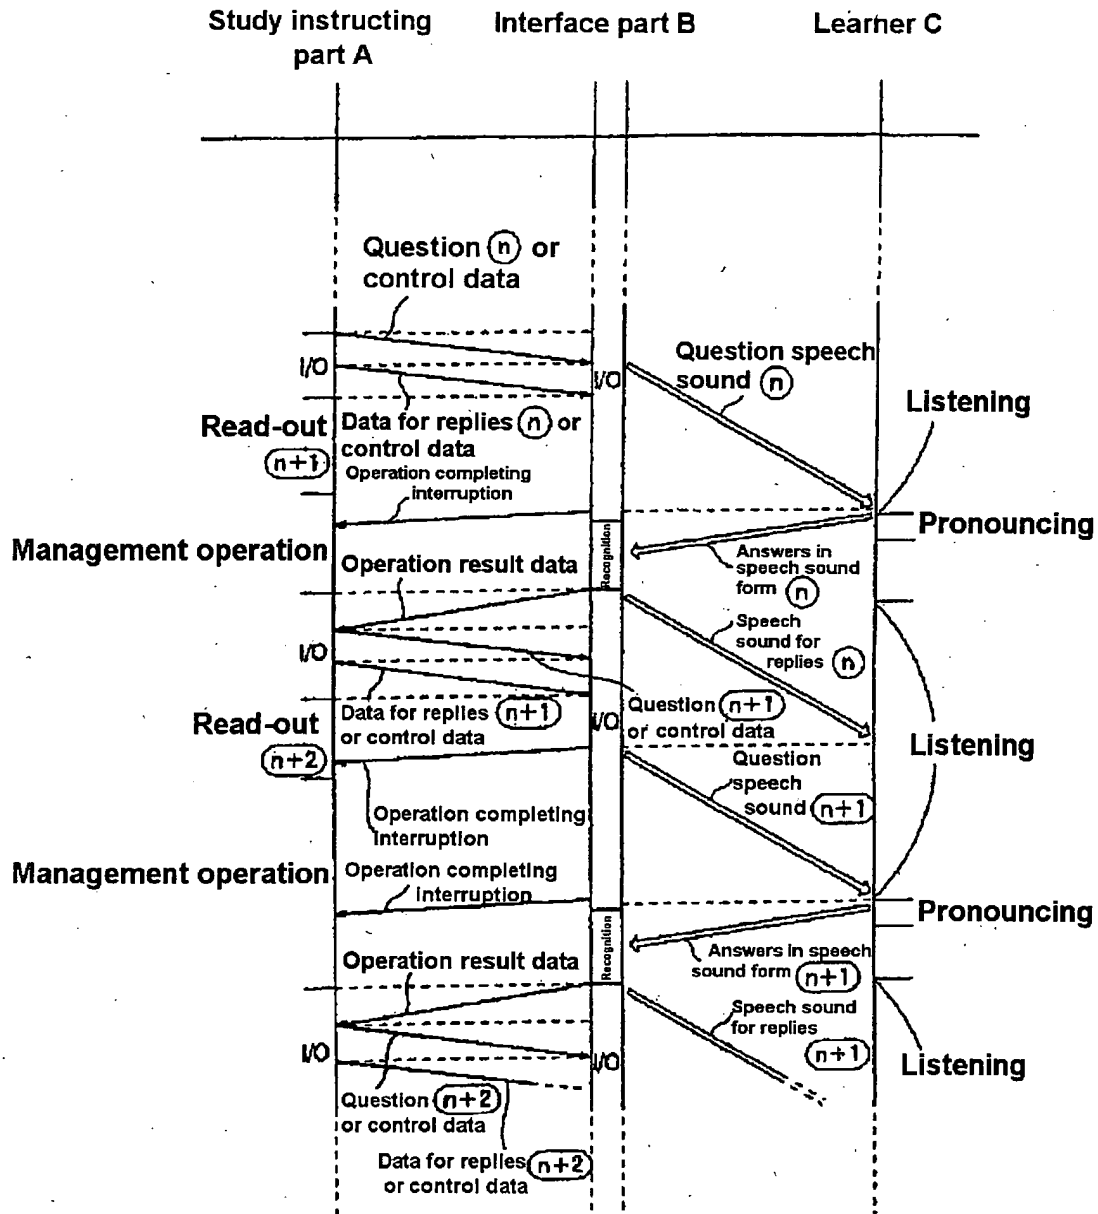 Study instructing
part A
Interface part B
Learner C
Question n or
control data
I/O
I/O
Question speech
sound n
Listening
Read-out
n+1
Data for replies n or
control data
Operation completing
interruption
Pronouncing
Management operation
Recognition
Answers in
speech sound
form n
Operation result data
Speech
sound for
replies n
I/O
Data for replies n+1
or control data
I/O
Question n+1
or control data
Read-out
n+2
Listening
Question
speech
sound n+1
Operation completing
interruption
Management operation
Operation completing
interruption
Pronouncing
Recognition
Answers in speech
sound form n+1
Operation result data
Speech sound
for replies
n+1
I/O
I/O
Listening
Question n+2
or control data
Data for replies n+2
or control data